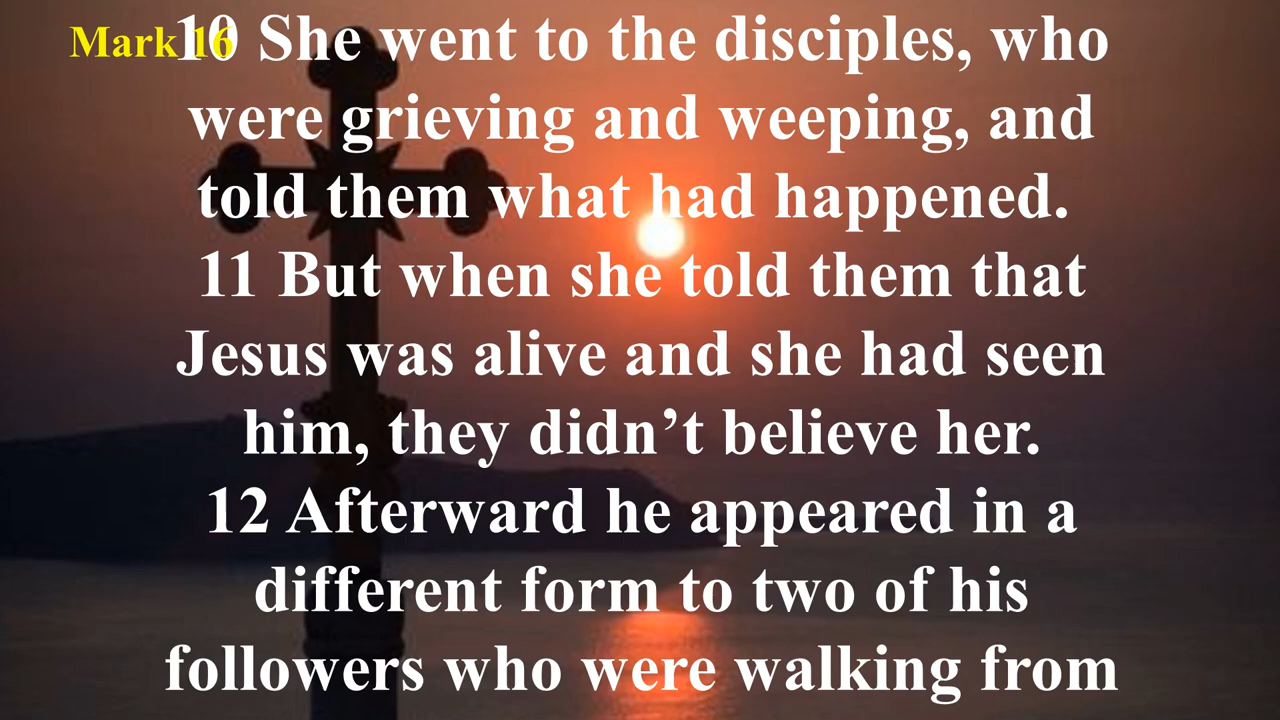 Mark 16
10 She went to the disciples, who
were grieving and weeping, and
told them what had happened.
11 But when she told them that
Jesus was alive and she had seen
him, they didn’t believe her.
12 Afterward he appeared in a
different form to two of his
followers who were walking from